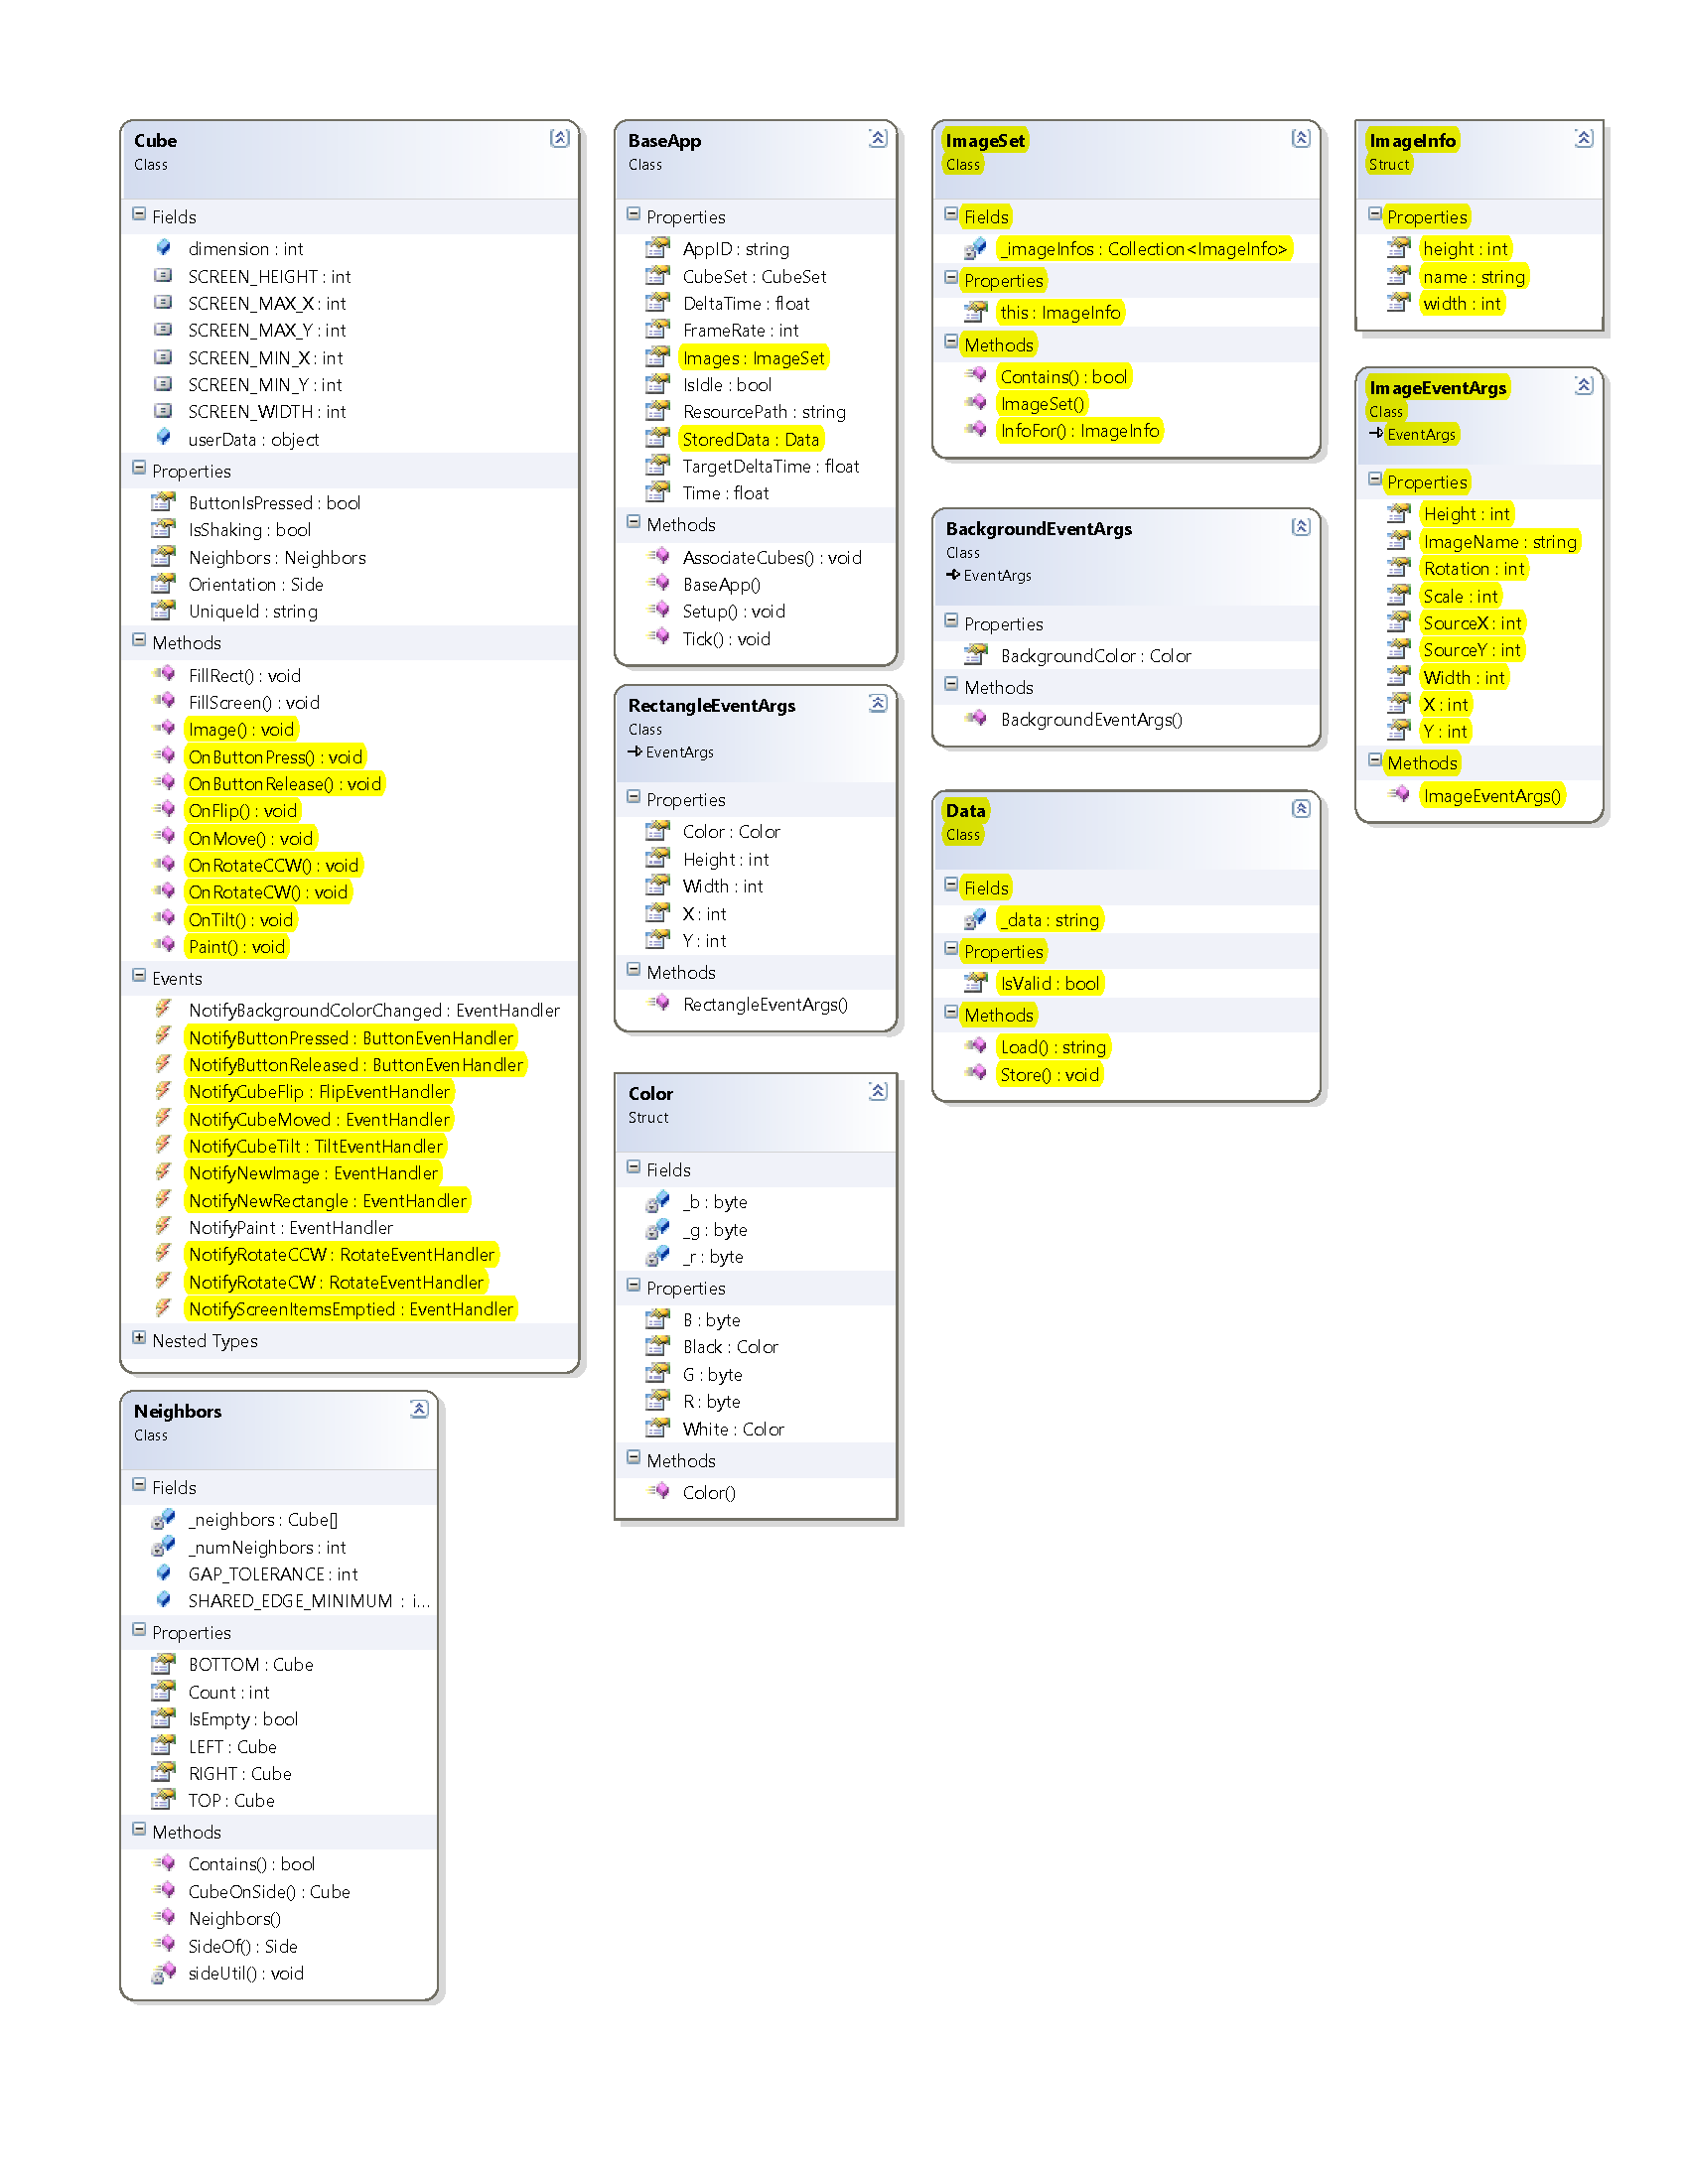 Cube
Class
Fields
dimension : int
SCREEN_HEIGHT : int
SCREEN_MAX_X : int
SCREEN_MAX_Y : int
SCREEN_MIN_X : int
SCREEN_MIN_Y : int
SCREEN_WIDTH : int
userData : object
Properties
ButtonIsPressed : bool
IsShaking : bool
Neighbors : Neighbors
Orientation : Side
UniqueId : string
Methods
FillRect() : void
FillScreen() : void
Image() : void
OnButtonPress() : void
OnButtonRelease() : void
OnFlip() : void
OnMove() : void
OnRotateCCW() : void
OnRotateCW() : void
OnTilt() : void
Paint() : void
Events
NotifyBackgroundColorChanged : EventHandler
NotifyButtonPressed : ButtonEvenHandler
NotifyButtonReleased : ButtonEvenHandler
NotifyCubeFlip : FlipEventHandler
NotifyCubeMoved : EventHandler
NotifyCubeTilt : TiltEventHandler
NotifyNewImage : EventHandler
NotifyNewRectangle : EventHandler
NotifyPaint : EventHandler
NotifyRotateCCW : RotateEventHandler
NotifyRotateCW : RotateEventHandler
NotifyScreenItemsEmptied : EventHandler
Nested Types
Neighbors
Class
Fields
_neighbors : Cube[]
_numNeighbors : int
GAP_TOLERANCE : int
SHARED_EDGE_MINIMUM : i...
Properties
BOTTOM : Cube
Count : int
IsEmpty : bool
LEFT : Cube
RIGHT : Cube
TOP : Cube
Methods
Contains() : bool
CubeOnSide() : Cube
Neighbors()
SideOf() : Side
sideUtil() : void
BaseApp
Class
Properties
AppID : string
CubeSet : CubeSet
DeltaTime : float
FrameRate : int
Images : ImageSet
IsIdle : bool
ResourcePath : string
StoredData : Data
TargetDeltaTime : float
Time : float
Methods
AssociateCubes() : void
BaseApp()
Setup() : void
Tick() : void
RectangleEventArgs
Class
EventArgs
Properties
Color : Color
Height : int
Width : int
X : int
Y : int
Methods
RectangleEventArgs()
Color
Struct
Fields
_b : byte
_g : byte
_r : byte
Properties
B : byte
Black : Color
G : byte
R : byte
White : Color
Methods
Color()
ImageSet
Class
Fields
_imageInfos : Collection<ImageInfo>
Properties
this : ImageInfo
Methods
Contains() : bool
ImageSet()
InfoFor() : ImageInfo
BackgroundEventArgs
Class
EventArgs
Properties
BackgroundColor : Color
Methods
BackgroundEventArgs()
Data
Class
Fields
_data : string
Properties
IsValid : bool
Methods
Load() : string
Store() : void
ImageInfo
Struct
Properties
height : int
name : string
width : int
ImageEventArgs
Class
EventArgs
Properties
Height : int
ImageName : string
Rotation : int
Scale : int
SourceX : int
SourceY : int
Width : int
X : int
Y : int
Methods
ImageEventArgs()